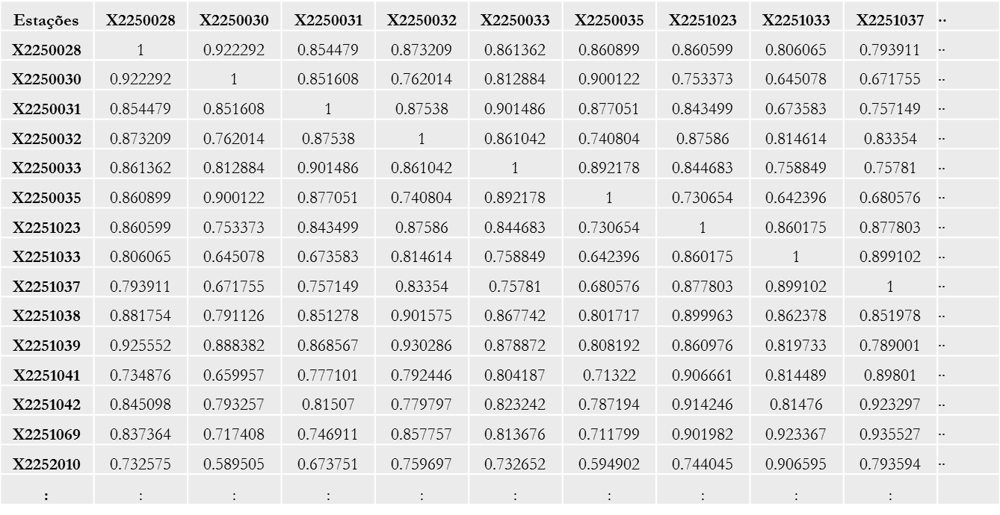 Estações X2250028 X2250030 X2250031 X2250032 X2250033 X2250035 X2251023 X2251033 X2251037 ..
X2250028 1 0.922292 0.854479 0.873209 0.861362 0.860899 0.860599 0.806065 0.793911 ..
X2250030 0.922292 1 0.851608 0.762014 0.812884 0.900122 0.753373 0.645078 0.671755 ..
X2250031 0.854479 0.851608 1 0.87538 0.901486 0.877051 0.843499 0.673583 0.757149 ..
X2250032 0.873209 0.762014 0.87538 1 0.861042 0.740804 0.87586 0.814614 0.83354 ..
X2250033 0.861362 0.812884 0.901486 0.861042 1 0.892178 0.844683 0.758849 0.75781 ..
X2250035 0.860899 0.900122 0.877051 0.740804 0.892178 1 0.730654 0.642396 0.680576 ..
X2251023 0.860599 0.753373 0.843499 0.87586 0.844683 0.730654 1 0.860175 0.877803 ..
X2251033 0.806065 0.645078 0.673583 0.814614 0.758849 0.642396 0.860175 1 0.899102 ..
X2251037 0.793911 0.671755 0.757149 0.83354 0.75781 0.680576 0.877803 0.899102 1 ..
X2251038 0.881754 0.791126 0.851278 0.901575 0.867742 0.801717 0.899963 0.862378 0.851978 ..
X2251039 0.925552 0.888382 0.868567 0.930286 0.878872 0.808192 0.860976 0.819733 0.789001 ..
X2251041 0.734876 0.659957 0.777101 0.792446 0.804187 0.71322 0.906661 0.814489 0.89801 ..
X2251042 0.845098 0.793257 0.81507 0.779797 0.823242 0.787194 0.914246 0.81476 0.923297 ..
X2251069 0.837364 0.717408 0.746911 0.857757 0.813676 0.711799 0.901982 0.923367 0.935527 ..
X2252010 0.732575 0.589505 0.673751 0.759697 0.732652 0.594902 0.744045 0.906595 0.793594 ..
: : : : : : : : : :